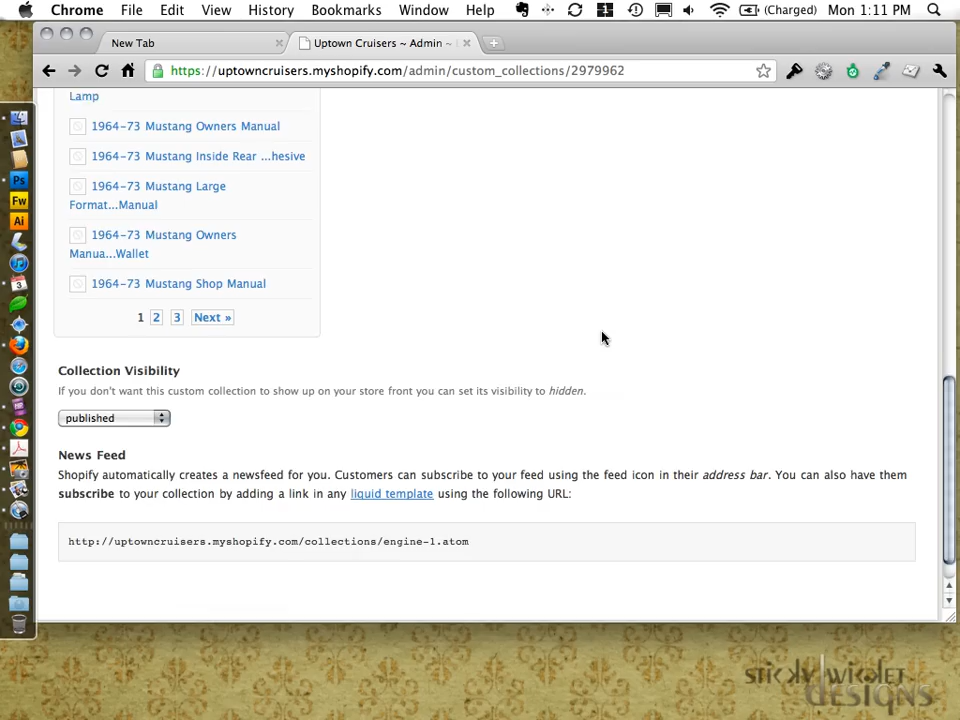 Chrome File Edit View History Bookmarks Window Help (Charged) Mon 1:11 PM
New Tab Uptown Cruisers ~ Admin ~
https://uptowncruisers.myshopify.com/admin/custom_collections/2979962
Lamp
1964-73 Mustang Owners Manual
1964-73 Mustang Inside Rear ...hesive
1964-73 Mustang Large
Format...Manual
1964-73 Mustang Owners
Manua...Wallet
1964-73 Mustang Shop Manual
1 2 3 Next »
Collection Visibility
If you don't want this custom collection to show up on your store front you can set its visibility to hidden.
published
News Feed
Shopify automatically creates a newsfeed for you. Customers can subscribe to your feed using the feed icon in their address bar. You can also have them
subscribe to your collection by adding a link in any liquid template using the following URL:
http://uptowncruisers.myshopify.com/collections/engine-1.atom
Ps
Fw
Ai
3
1
STICKY WICKET
DESIGNS